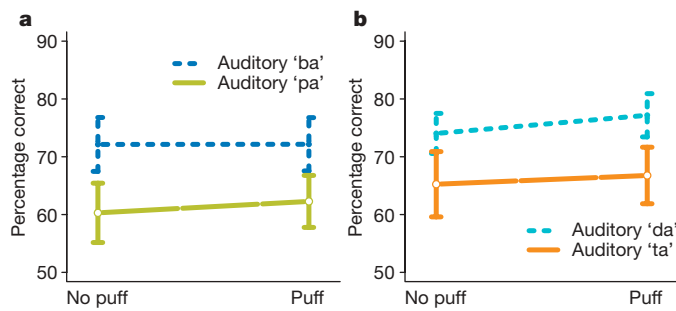 a
90
80
70
60
50
Percentage correct
Auditory ‘ba’
Auditory ‘pa’
No puff
Puff
b
90
80
70
60
50
Percentage correct
Auditory ‘da’
Auditory ‘ta’
No puff
Puff